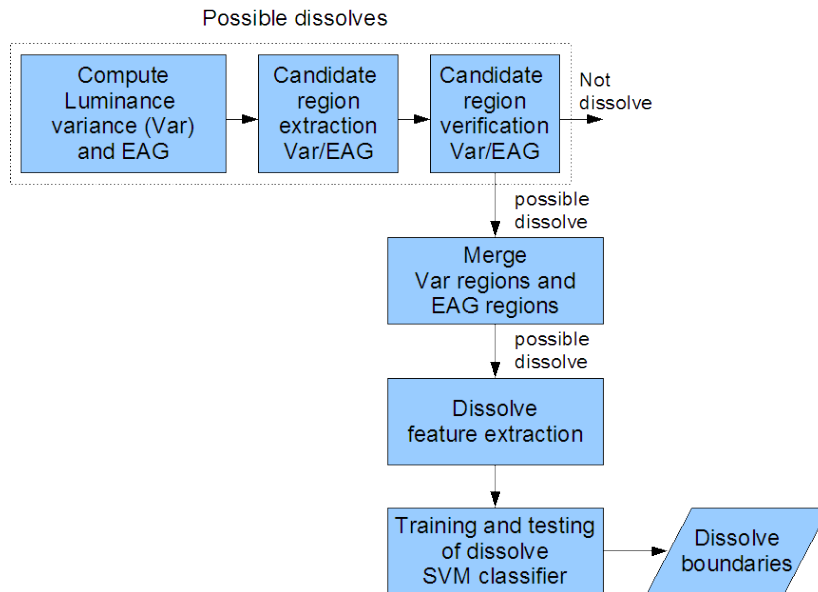 Possible dissolves
Compute
Luminance
variance (Var)
and EAG
Candidate
region
extraction
Var/EAG
Candidate
region
verification
Var/EAG
Not
dissolve
possible
dissolve
Merge
Var regions and
EAG regions
possible
dissolve
Dissolve
feature extraction
Training and testing
of dissolve
SVM classifier
Dissolve
boundaries